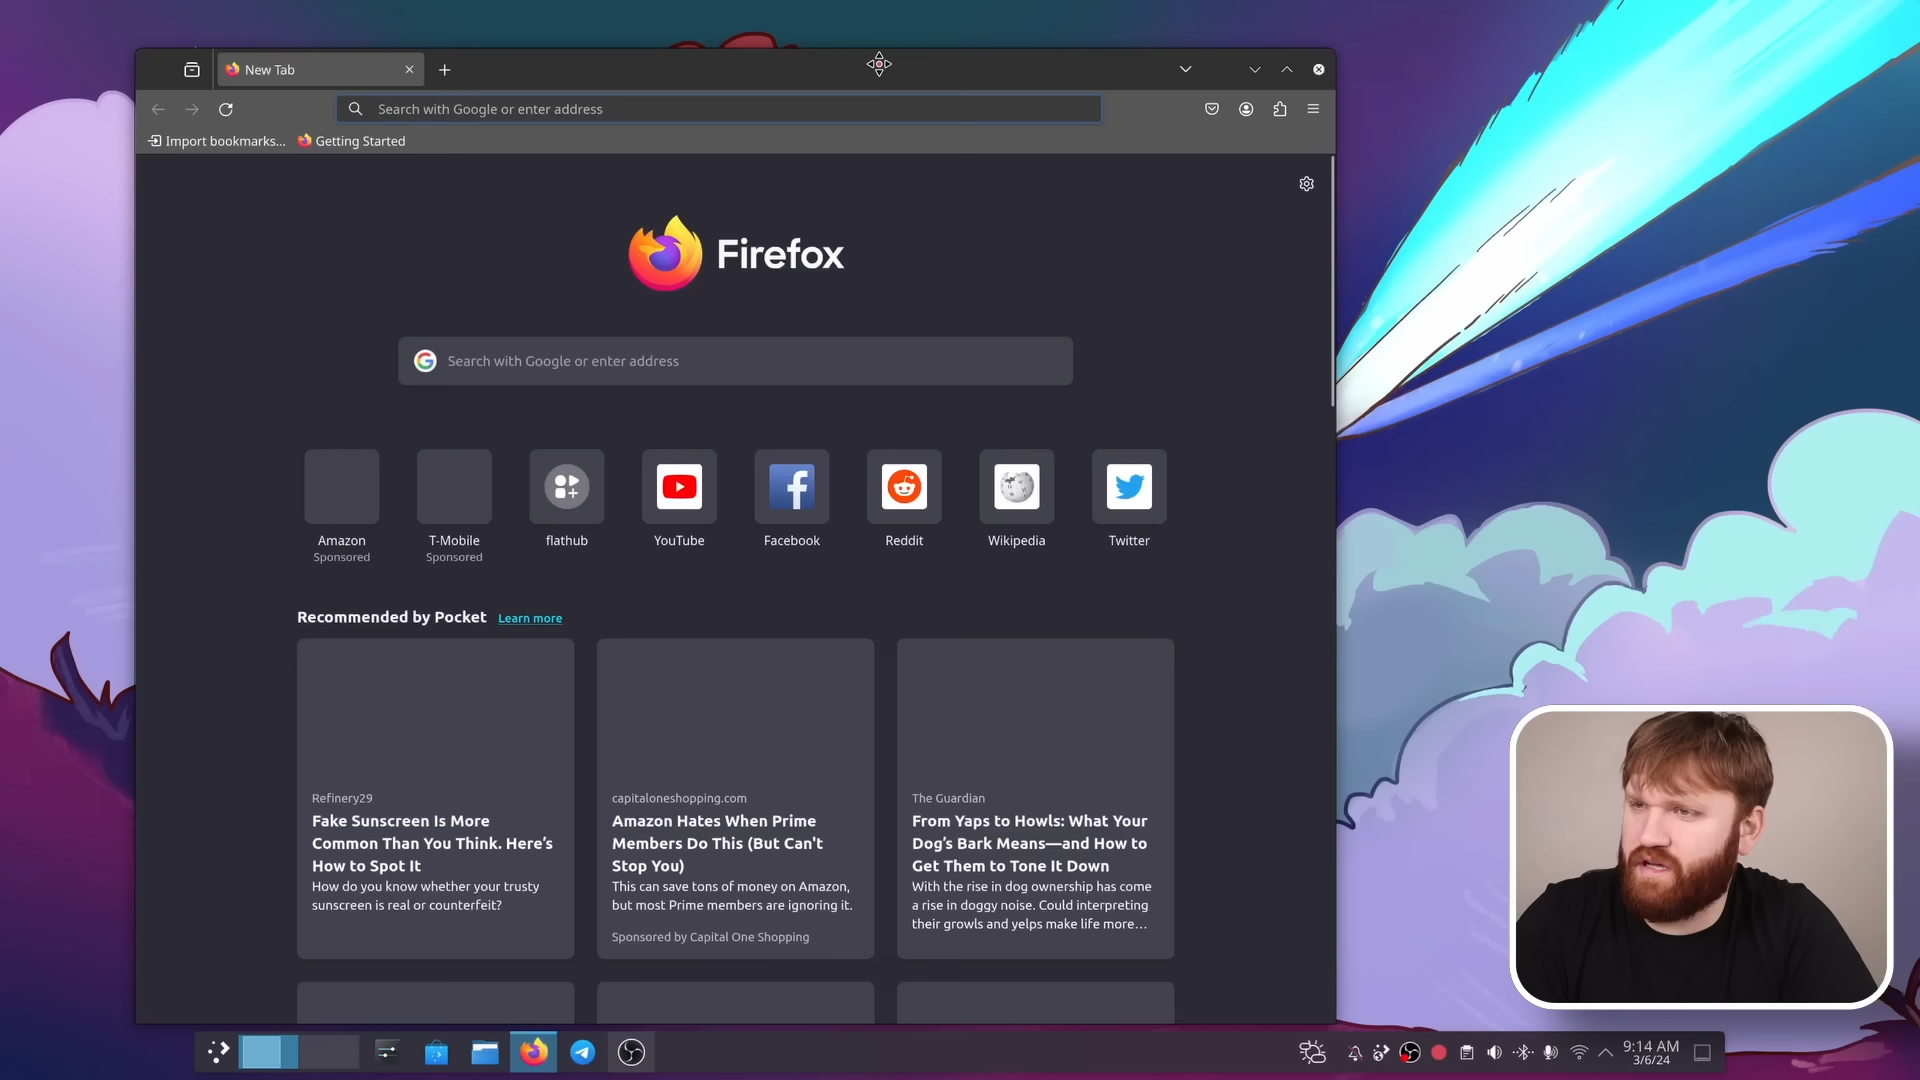 New Tab
Search with Google or enter address
Import bookmarks...
Getting Started
Firefox
Search with Google or enter address
Amazon
Sponsored
T-Mobile
Sponsored
flathub
YouTube
Facebook
Reddit
Wikipedia
Twitter
Recommended by Pocket Learn more
Refinery29
Fake Sunscreen Is More
Common Than You Think. Here’s
How to Spot It
How do you know whether your trusty
sunscreen is real or counterfeit?
capitaloneshopping.com
Amazon Hates When Prime
Members Do This (But Can't
Stop You)
This can save tons of money on Amazon,
but most Prime members are ignoring it.
Sponsored by Capital One Shopping
The Guardian
From Yaps to Howls: What Your
Dog’s Bark Means—and How to
Get Them to Tone It Down
With the rise in dog ownership has come
a rise in doggy noise. Could interpreting
their growls and yelps make life more…
9:14 AM
3/6/24